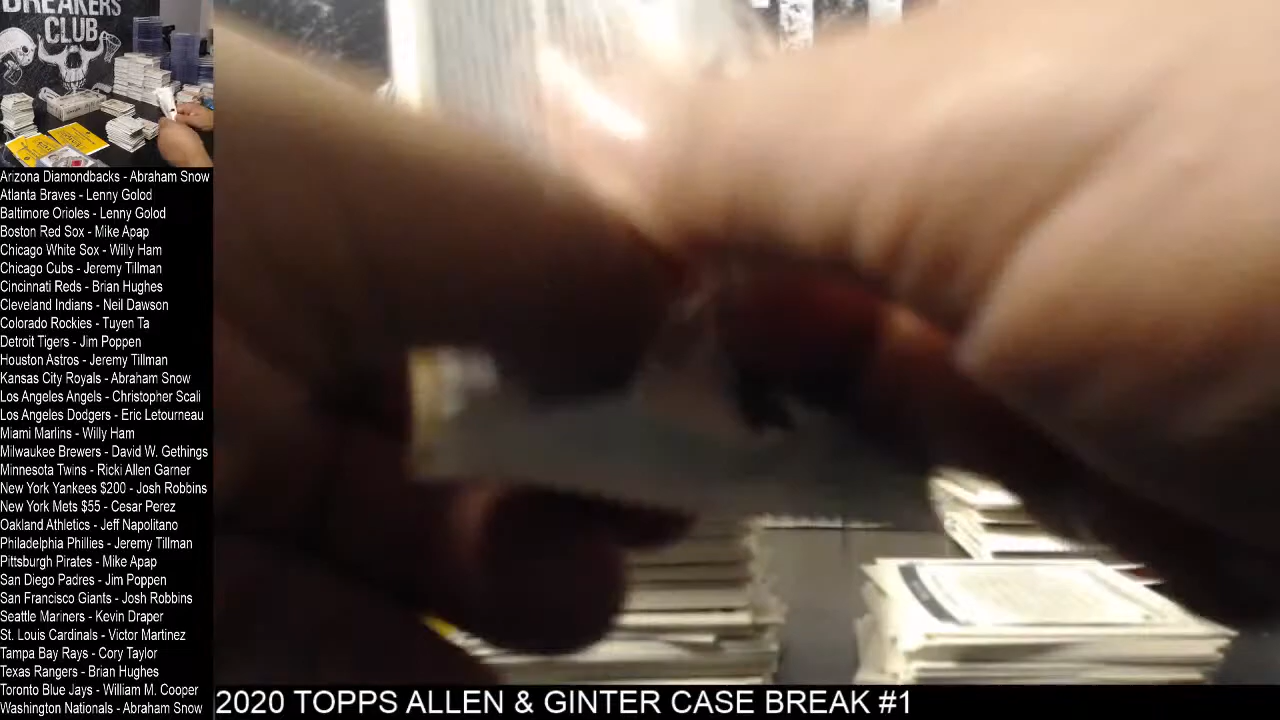 BREAKERS
CLUB
Arizona Diamondbacks - Abraham Snow
Atlanta Braves - Lenny Golod
Baltimore Orioles - Lenny Golod
Boston Red Sox - Mike Apap
Chicago White Sox - Willy Ham
Chicago Cubs - Jeremy Tillman
Cincinnati Reds - Brian Hughes
Cleveland Indians - Neil Dawson
Colorado Rockies - Tuyen Ta
Detroit Tigers - Jim Poppen
Houston Astros - Jeremy Tillman
Kansas City Royals - Abraham Snow
Los Angeles Angels - Christopher Scali
Los Angeles Dodgers - Eric Letourneau
Miami Marlins - Willy Ham
Milwaukee Brewers - David W. Gethings
Minnesota Twins - Ricki Allen Garner
New York Yankees $200 - Josh Robbins
New York Mets $55 - Cesar Perez
Oakland Athletics - Jeff Napolitano
Philadelphia Phillies - Jeremy Tillman
Pittsburgh Pirates - Mike Apap
San Diego Padres - Jim Poppen
San Francisco Giants - Josh Robbins
Seattle Mariners - Kevin Draper
St. Louis Cardinals - Victor Martinez
Tampa Bay Rays - Cory Taylor
Texas Rangers - Brian Hughes
Toronto Blue Jays - William M. Cooper
Washington Nationals - Abraham Snow
2020 TOPPS ALLEN & GINTER CASE BREAK #1